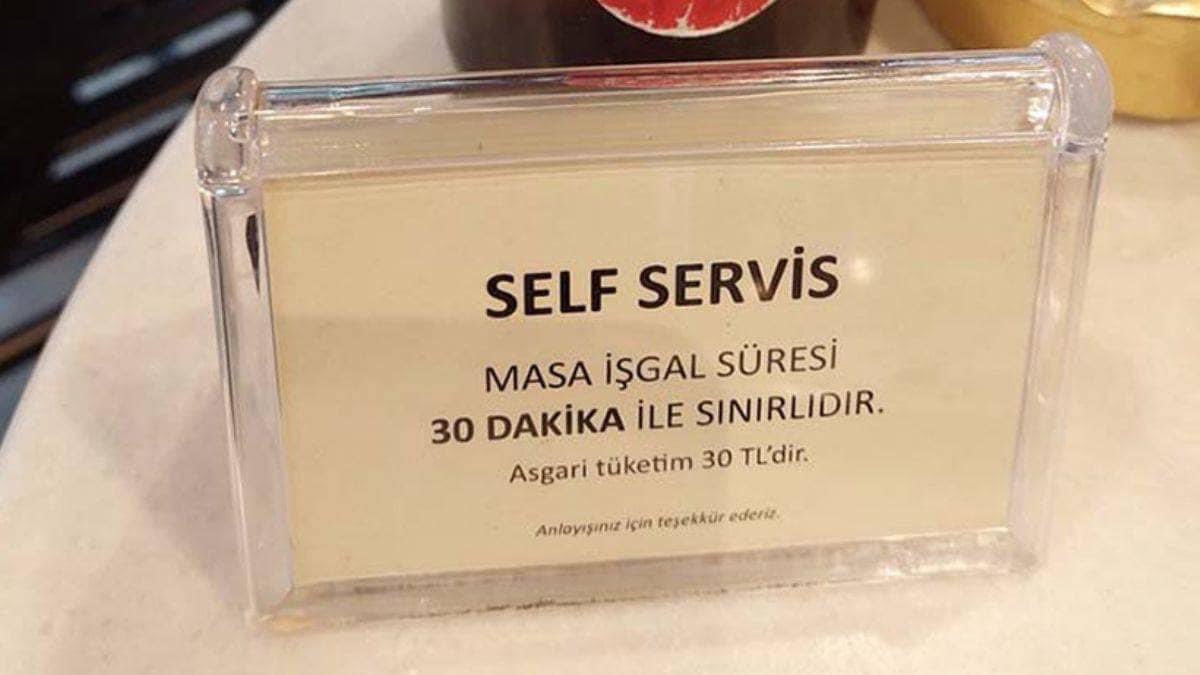 SELF SERVİS
MASA İŞGAL SÜRESİ
30 DAKİKA İLE SINIRLIDIR.
Asgari tüketim 30 TL'dir.
Anlayışınız için teşekkür ederiz.